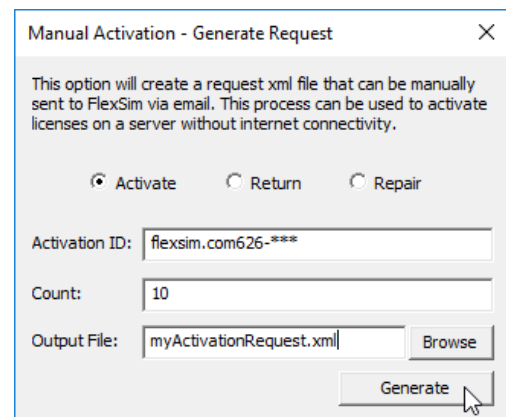 Manual Activation - Generate Request
This option will create a request xml file that can be manually
sent to FlexSim via email. This process can be used to activate
licenses on a server without internet connectivity.
Activate Return Repair
Activation ID: flexsim.com626-***
Count: 10
Output File: myActivationRequest.xml Browse
Generate